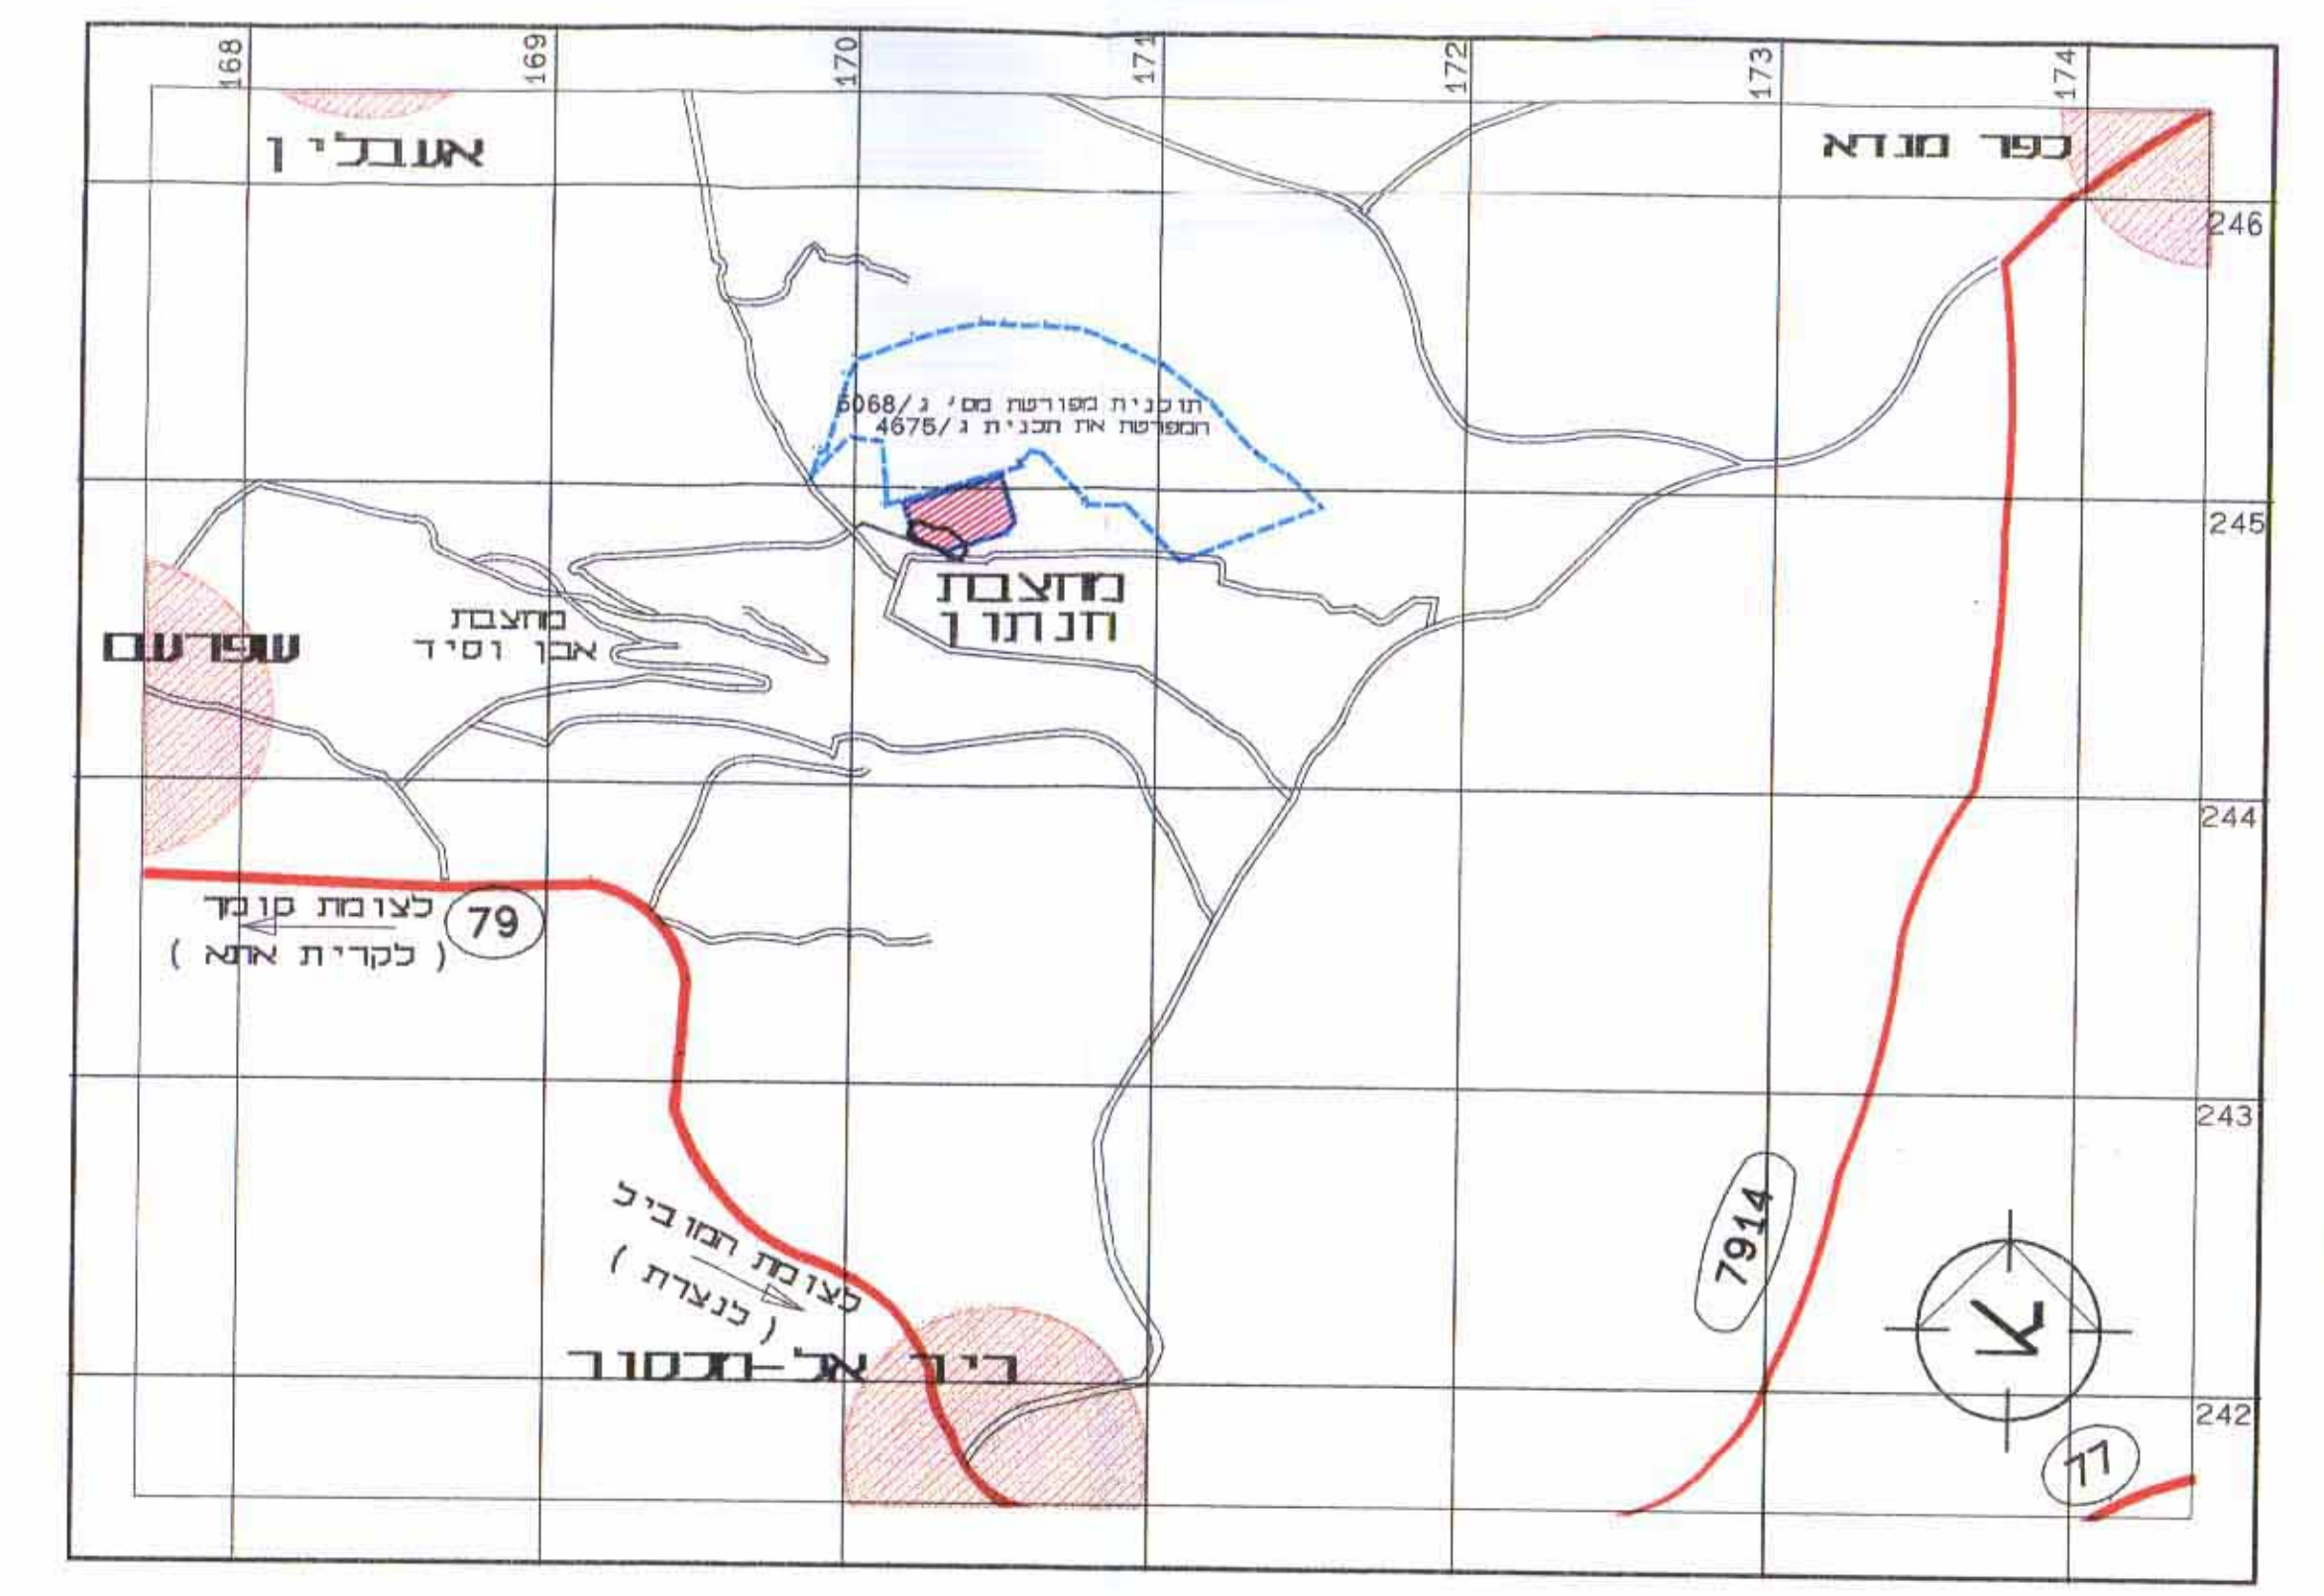 168
169
170
171
172
173
174
אעבלין
כפר מנדא
246
תוכנית מפורטת מס' ג/6068
המפרטת את תכנית ג/4675
245
מחצבת
חנתון
מחצבת
אבן וסיד
שפרעם
244
לצומת סומך
79
( לקרית אתא )
243
לצומת המוביל
( לנצרת )
7914
ביר אל-מכסור
א
242
77